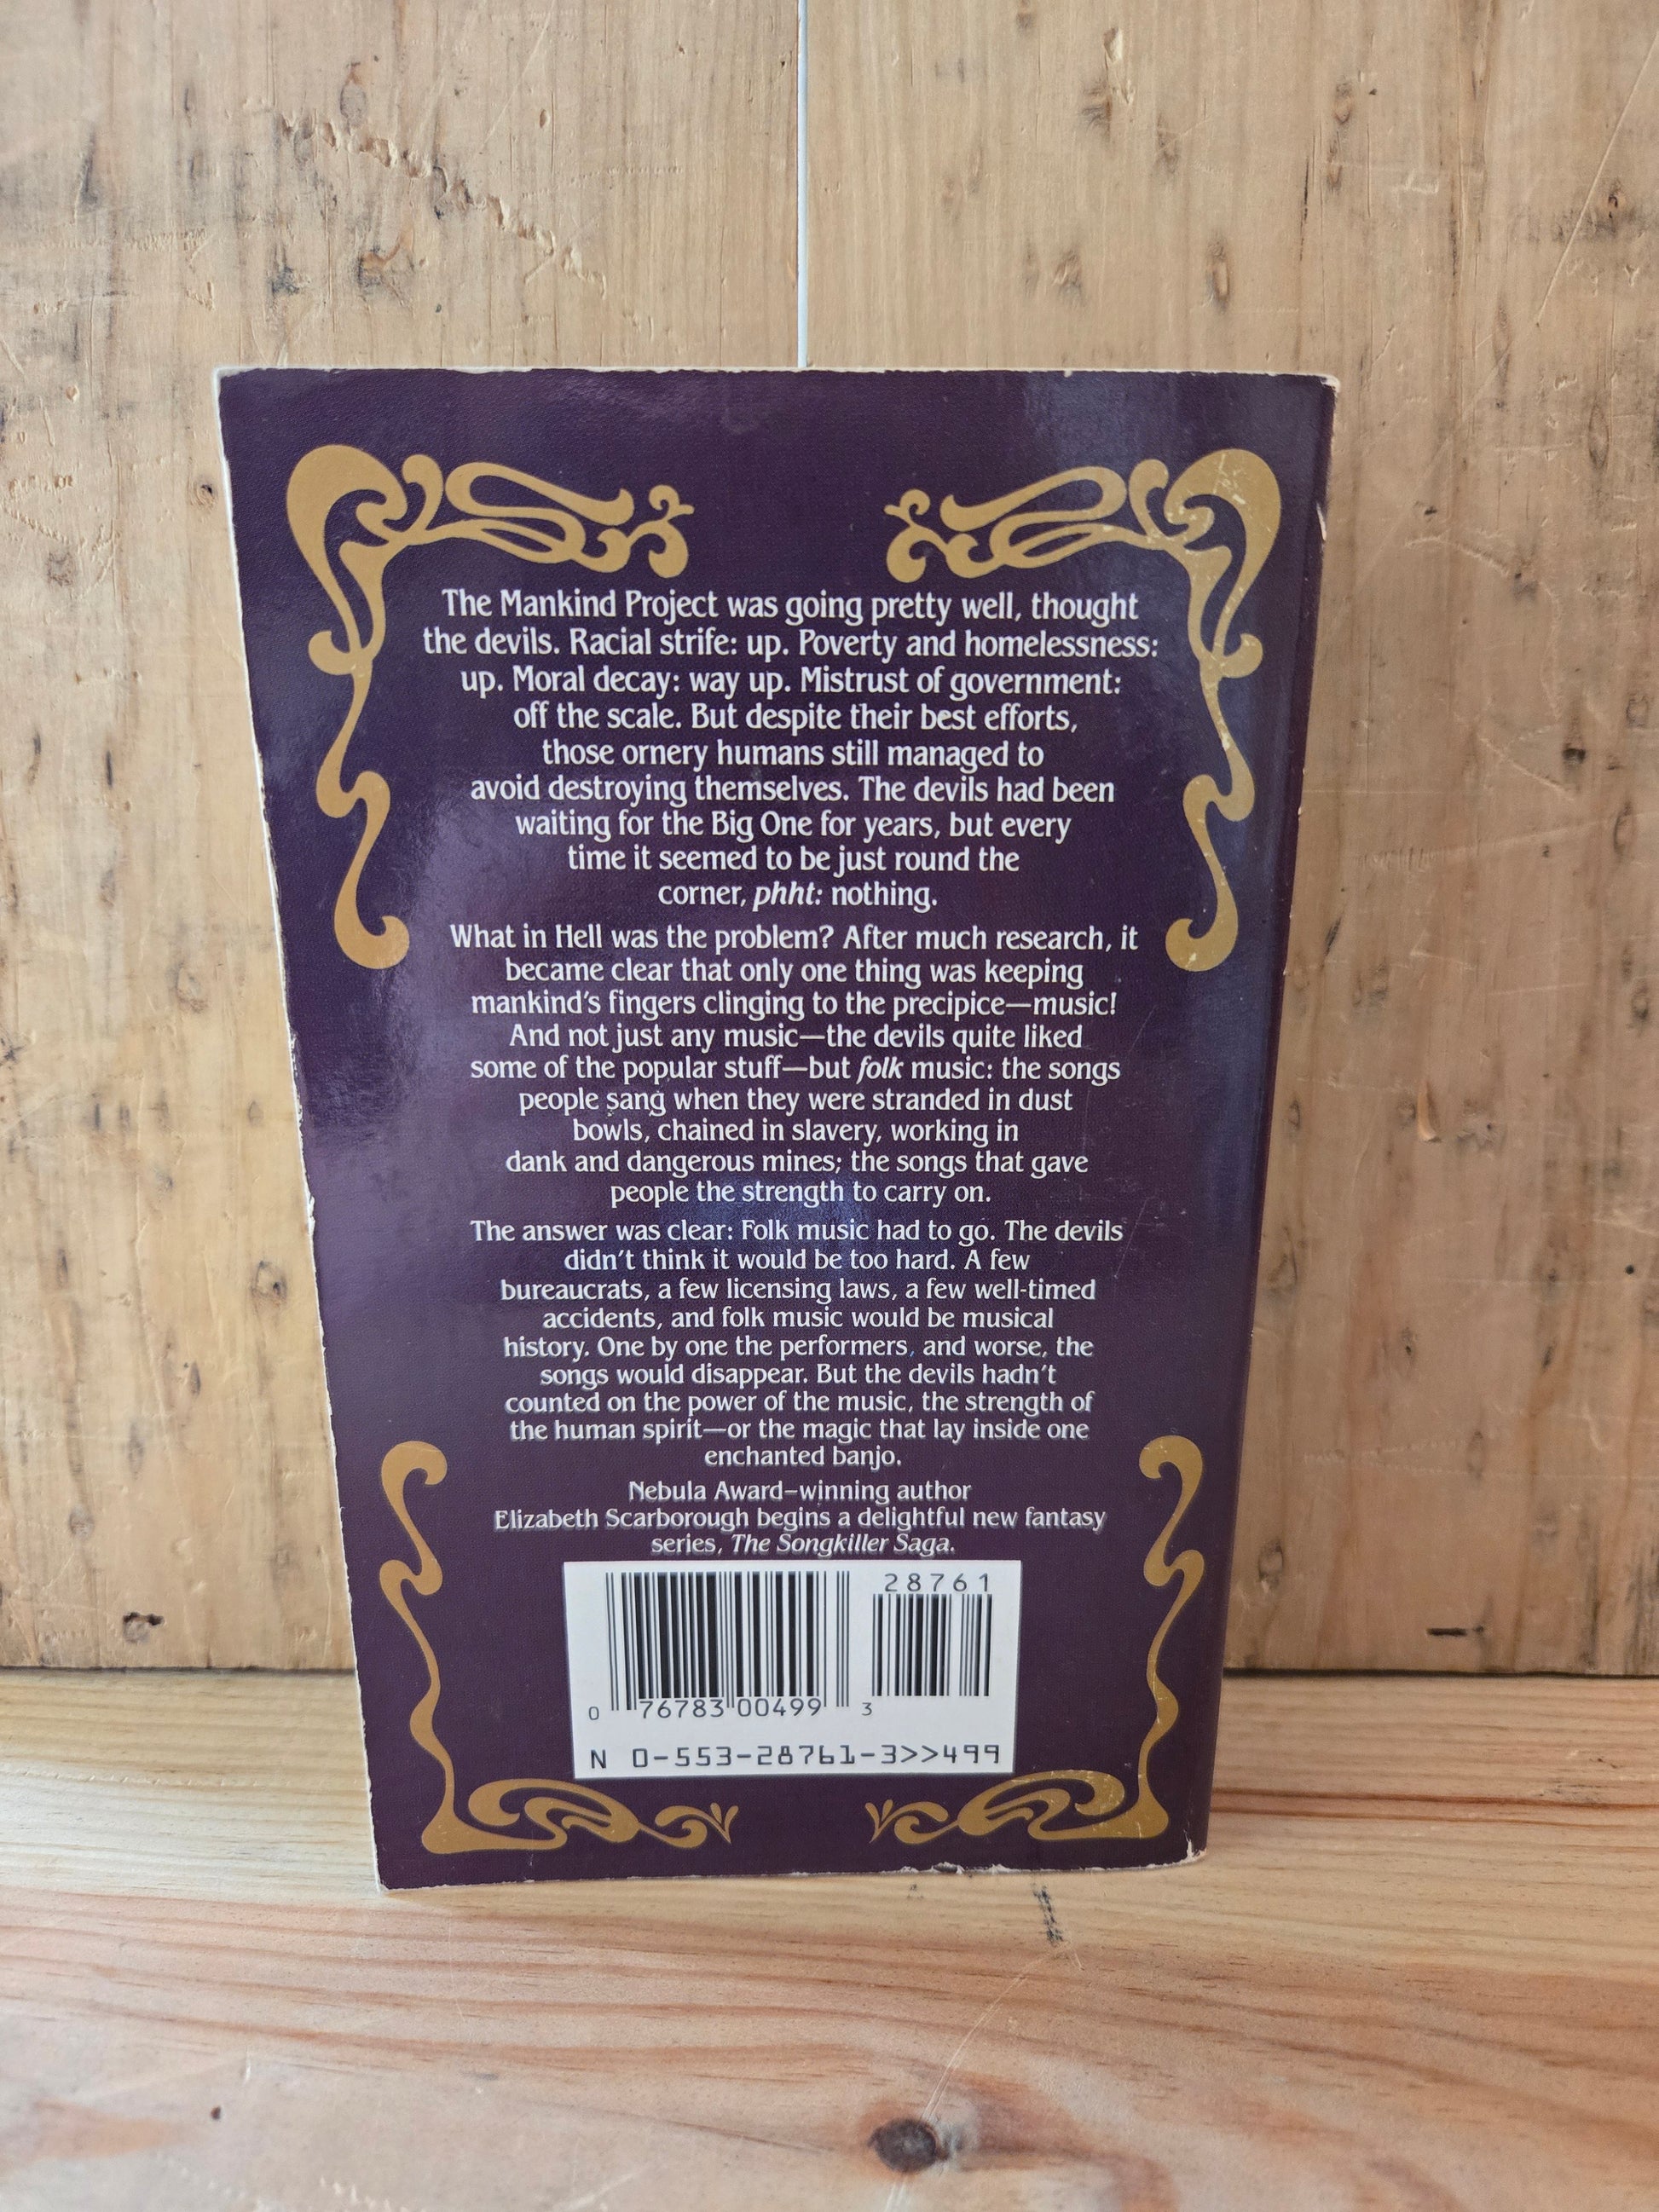 The Mankind Project was going pretty well, thought
the devils. Racial strife: up. Poverty and homelessness:
up. Moral decay: way up. Mistrust of government:
off the scale. But despite their best efforts,
those ornery humans still managed to
avoid destroying themselves. The devils had been
waiting for the Big One for years, but every
time it seemed to be just round the
corner, phht: nothing.
What in Hell was the problem? After much research, it
became clear that only one thing was keeping
mankind's fingers clinging to the precipice—music!
And not just any music—the devils quite liked
some of the popular stuff—but folk music: the songs
people sang when they were stranded in dust
bowls, chained in slavery, working in
dank and dangerous mines; the songs that gave
people the strength to carry on.
The answer was clear: Folk music had to go. The devils
didn't think it would be too hard. A few
bureaucrats, a few licensing laws, a few well-timed
accidents, and folk music would be musical
history. One by one the performers, and worse, the
songs would disappear. But the devils hadn't
counted on the power of the music, the strength of
the human spirit—or the magic that lay inside one
enchanted banjo.
Nebula Award–winning author
Elizabeth Scarborough begins a delightful new fantasy
series, The Songkiller Saga.
28761
0 76783 00499 3
N 0-553-28761-3>>499